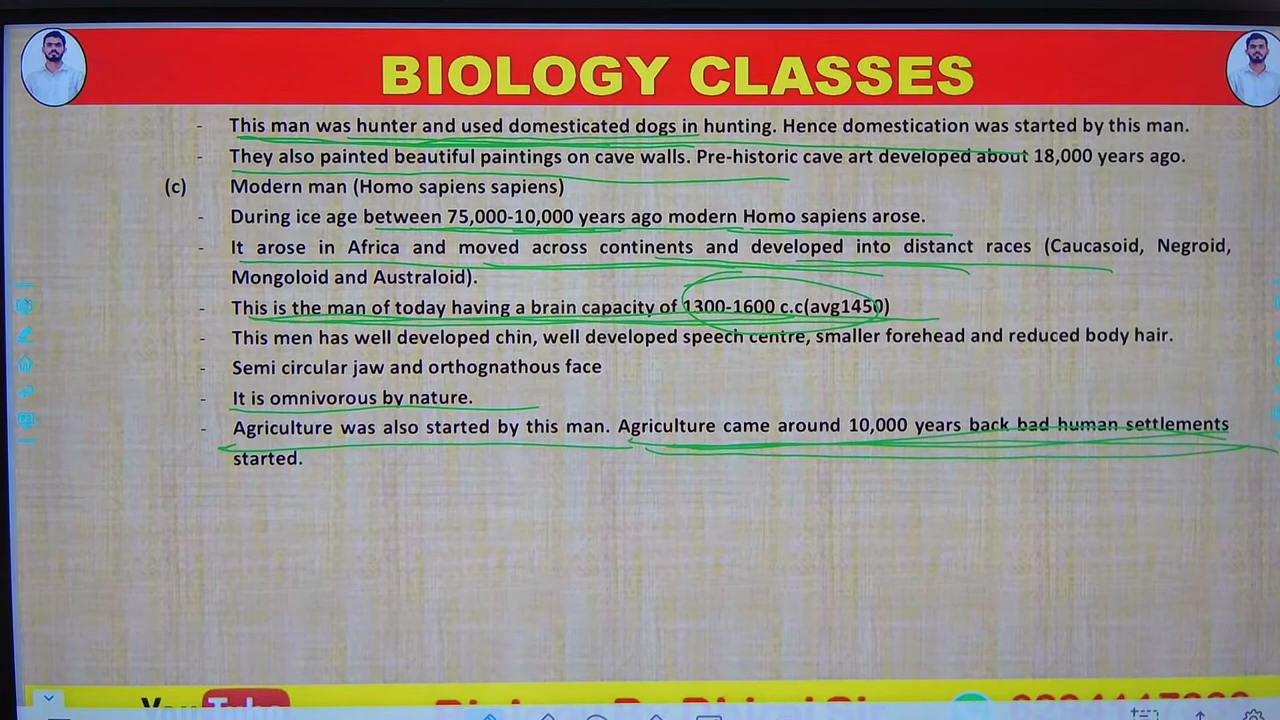 BIOLOGY CLASSES
- This man was hunter and used domesticated dogs in hunting. Hence domestication was started by this man.
- They also painted beautiful paintings on cave walls. Pre-historic cave art developed about 18,000 years ago.
(c) Modern man (Homo sapiens sapiens)
- During ice age between 75,000-10,000 years ago modern Homo sapiens arose.
- It arose in Africa and moved across continents and developed into distanct races (Caucasoid, Negroid,
Mongoloid and Australoid).
- This is the man of today having a brain capacity of 1300-1600 c.c(avg1450)
- This men has well developed chin, well developed speech centre, smaller forehead and reduced body hair.
- Semi circular jaw and orthognathous face
- It is omnivorous by nature.
- Agriculture was also started by this man. Agriculture came around 10,000 years back bad human settlements
started.
YouTube